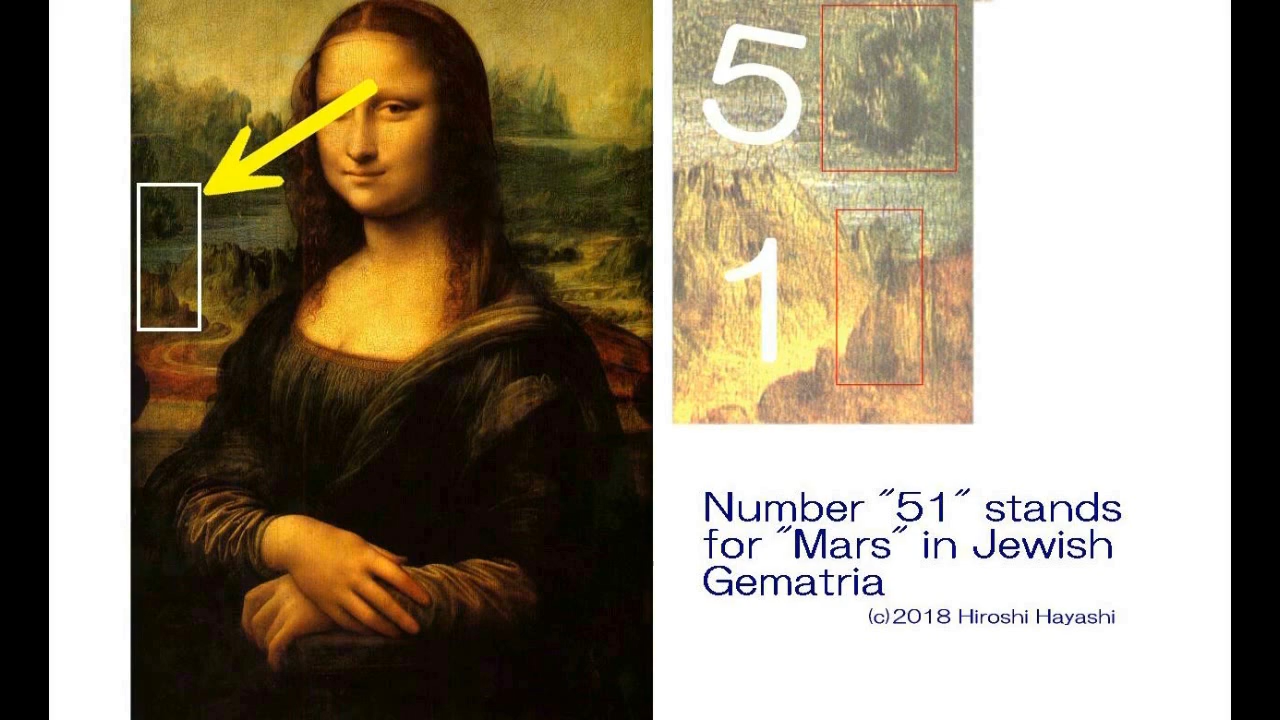 5
1
Number "51" stands
for "Mars" in Jewish
Gematria
(c)2018 Hiroshi Hayashi